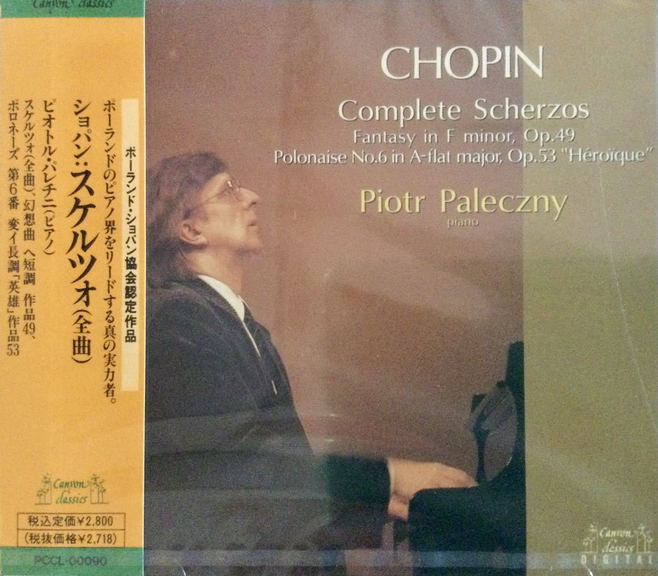 Canyon classics
ポーランド・ショパン協会認定作品
ポーランドのピアノ界をリードする真の実力者。
ショパン:スケルツォ(全曲)
ピオトル・パレチニ(ピアノ)
スケルツォ(全曲)、幻想曲 ヘ短調 作品49、
ポロネーズ 第6番 変イ長調「英雄」作品53
Canyon
classics
税込定価¥2,800
(税抜価格¥2,718)
PCCL-00090
CHOPIN
Complete Scherzos
Fantasy in F minor, Op.49
Polonaise No.6 in A-flat major, Op.53 "Héroïque"
Piotr Paleczny
piano
Canyon
classics
DIGITAL